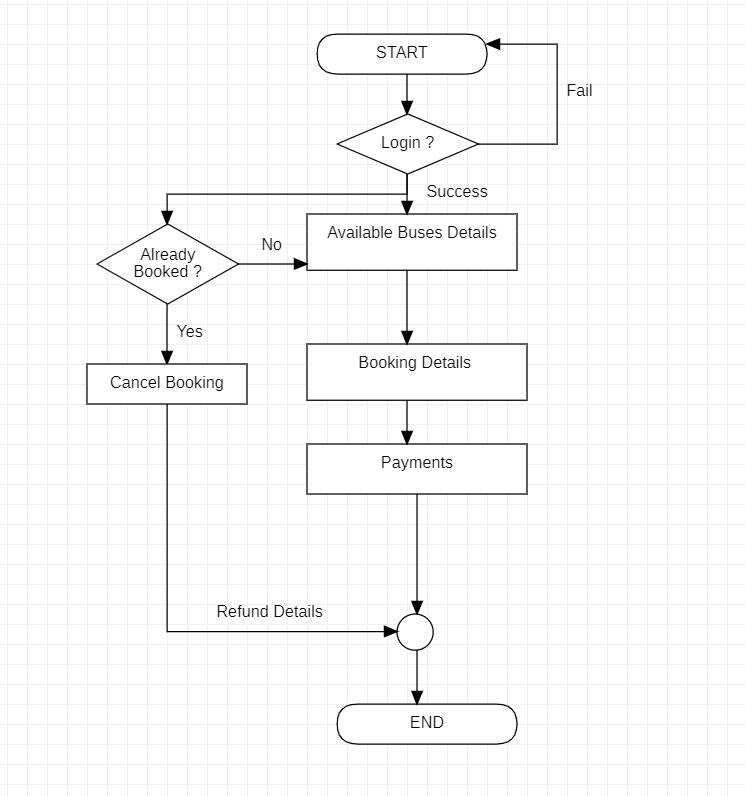 START
Fail
Login ?
Success
Available Buses Details
No
Already
Booked ?
Yes
Booking Details
Cancel Booking
Payments
Refund Details
END